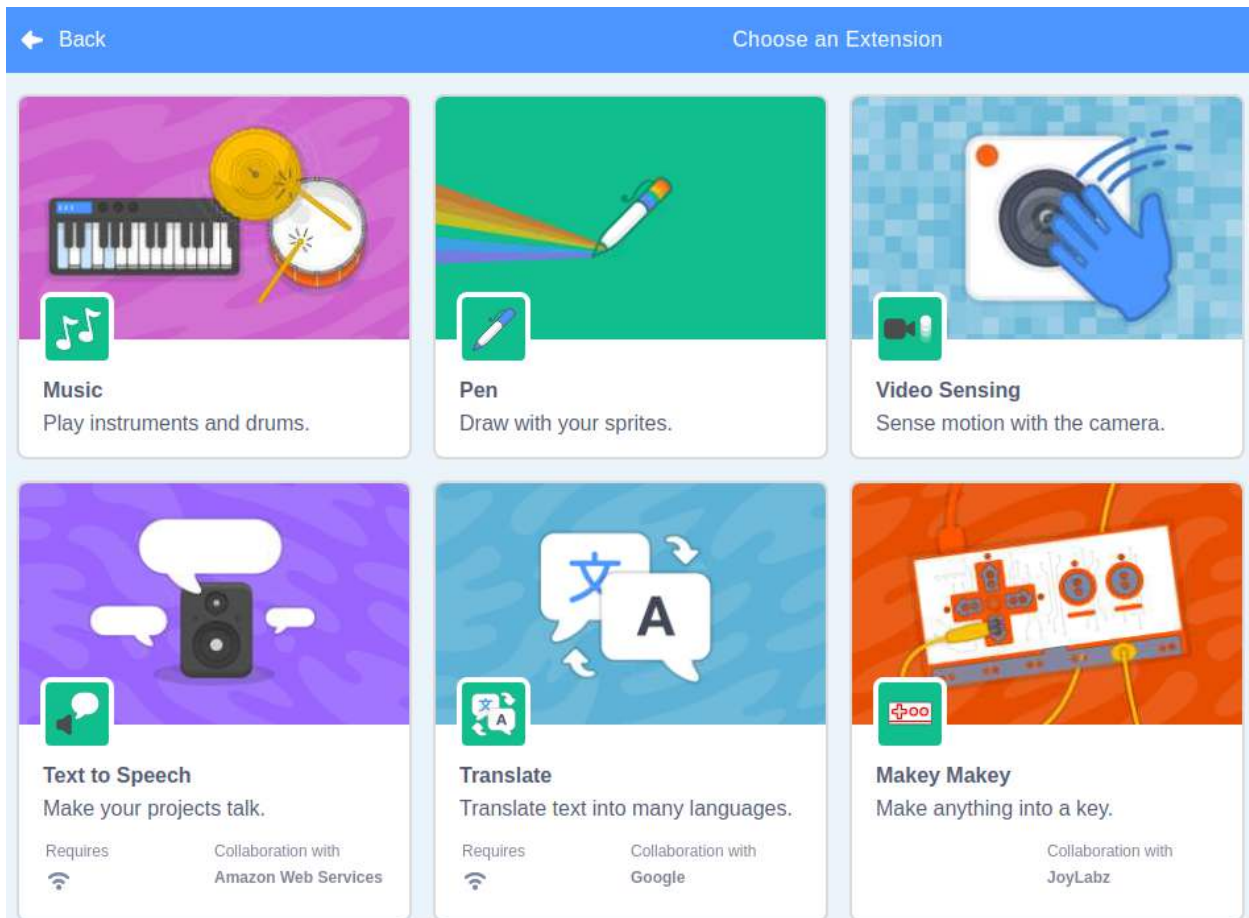 Back
Choose an Extension
Music
Play instruments and drums.
Pen
Draw with your sprites.
Video Sensing
Sense motion with the camera.
文
A
文
A
Text to Speech
Make your projects talk.
Requires
Collaboration with
Amazon Web Services
Translate
Translate text into many languages.
Requires
Collaboration with
Google
Makey Makey
Make anything into a key.
Collaboration with
JoyLabz